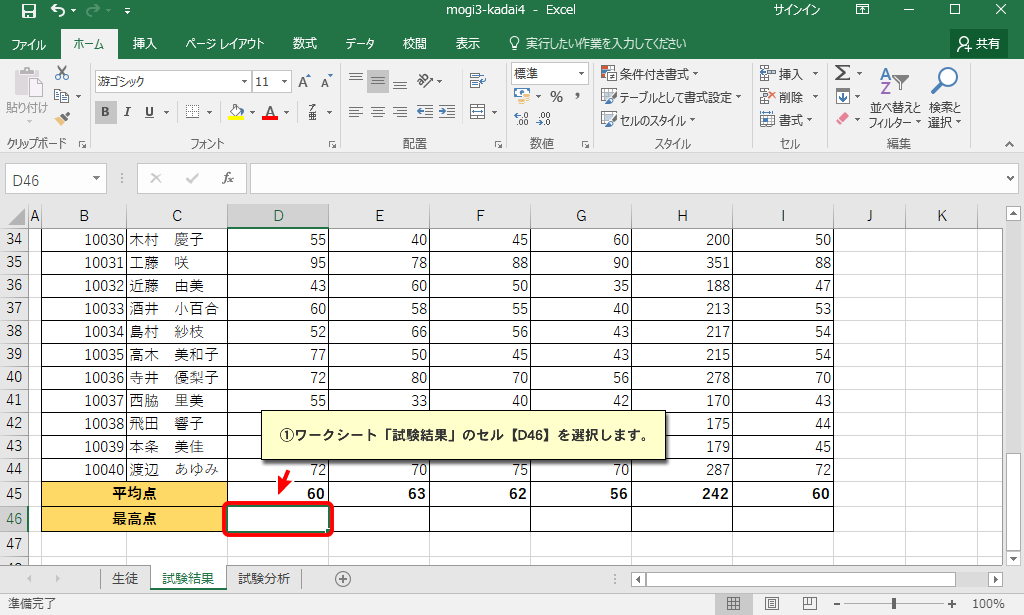 mogi3-kadai4 - Excel サインイン
ファイル ホーム 挿入 ページ レイアウト 数式 データ 校閲 表示 実行したい作業を入力してください 共有
貼り付け 游ゴシック 11 A A 標準 条件付き書式 挿入 Σ
B I U A % , テーブルとして書式設定 削除 並べ替えと 検索と
セルのスタイル 書式 フィルター 選択
クリップボード フォント 配置 数値 スタイル セル 編集
D46 fx
A B C D E F G H I J K
34 10030 木村 慶子 55 40 45 60 200 50
35 10031 工藤 咲 95 78 88 90 351 88
36 10032 近藤 由美 43 60 50 35 188 47
37 10033 酒井 小百合 60 58 55 40 213 53
38 10034 島村 紗枝 52 66 56 43 217 54
39 10035 高木 美和子 77 50 45 43 215 54
40 10036 寺井 優梨子 72 80 70 56 278 70
41 10037 西脇 里美 55 33 40 42 170 43
42 10038 飛田 響子 175 44
①ワークシート「試験結果」のセル【D46】を選択します。
43 10039 本条 美佳 179 45
44 10040 渡辺 あゆみ 72 70 75 70 287 72
45 平均点 60 63 62 56 242 60
46 最高点
47
生徒 試験結果 試験分析
準備完了 100%